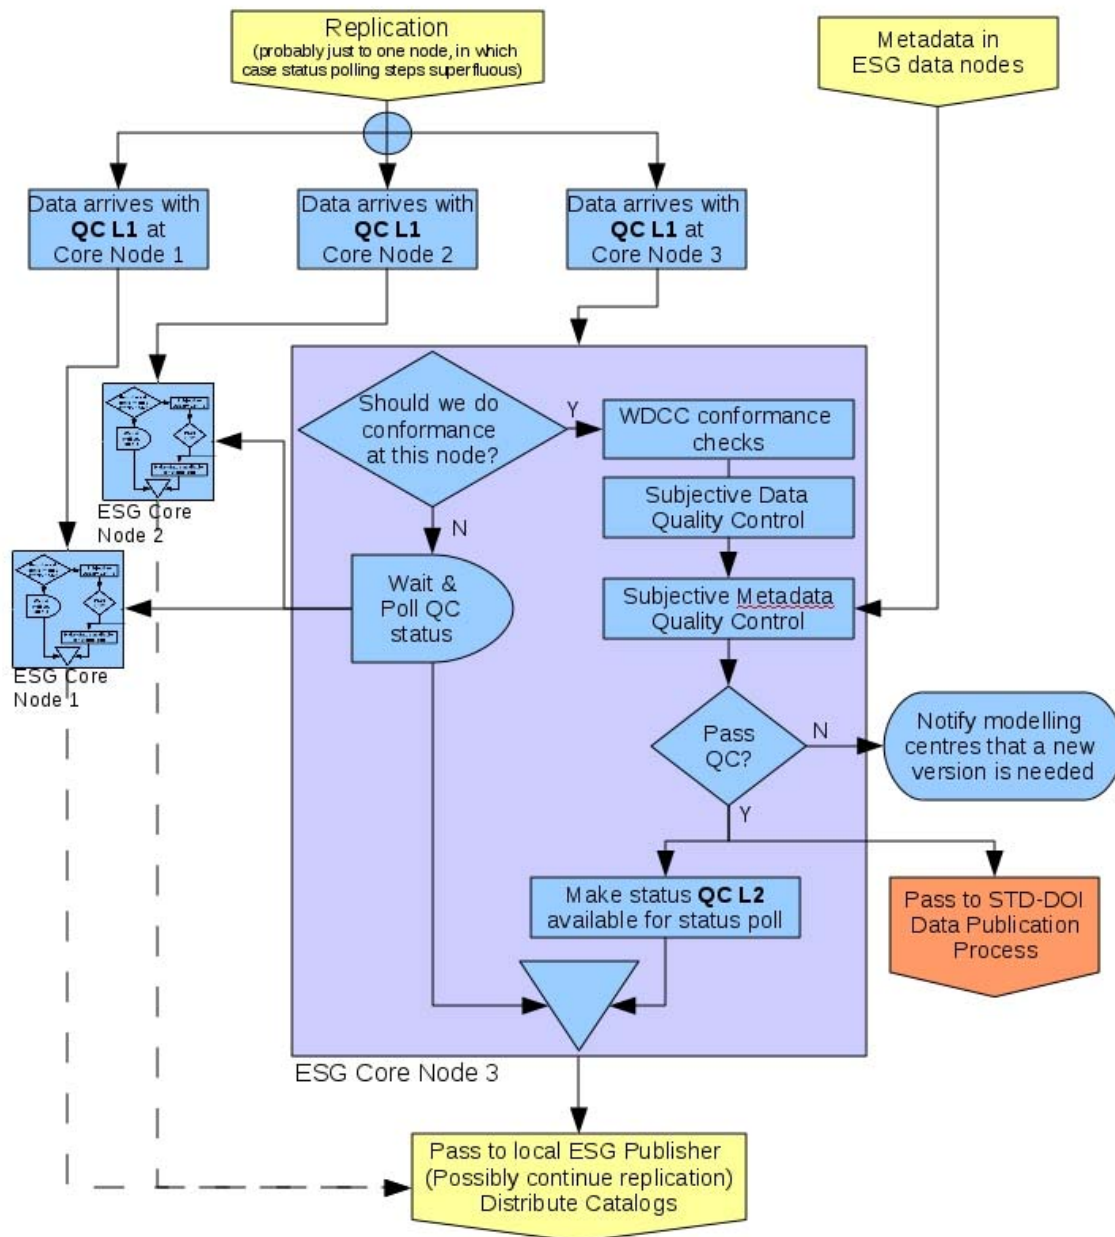 Replication
(probably just to one node, in which
case status polling steps superfluous)
Metadata in
ESG data nodes
Data arrives with
QC L1 at
Core Node 1
Data arrives with
QC L1
Core Node 2
Data arrives with
QC L1 at
Core Node 3
Should we do
conformance
at this node?
Y
WDCC conformance
checks
Subjective Data
Quality Control
N
Wait &
Poll QC
status
Subjective Metadata
Quality Control
ESG Core
Node 2
ESG Core
Node 1
Pass
QC?
N
Notify modelling
centres that a new
version is needed
Y
Make status QC L2
available for status poll
Pass to STD-DOI
Data Publication
Process
ESG Core Node 3
Pass to local ESG Publisher
(Possibly continue replication)
Distribute Catalogs